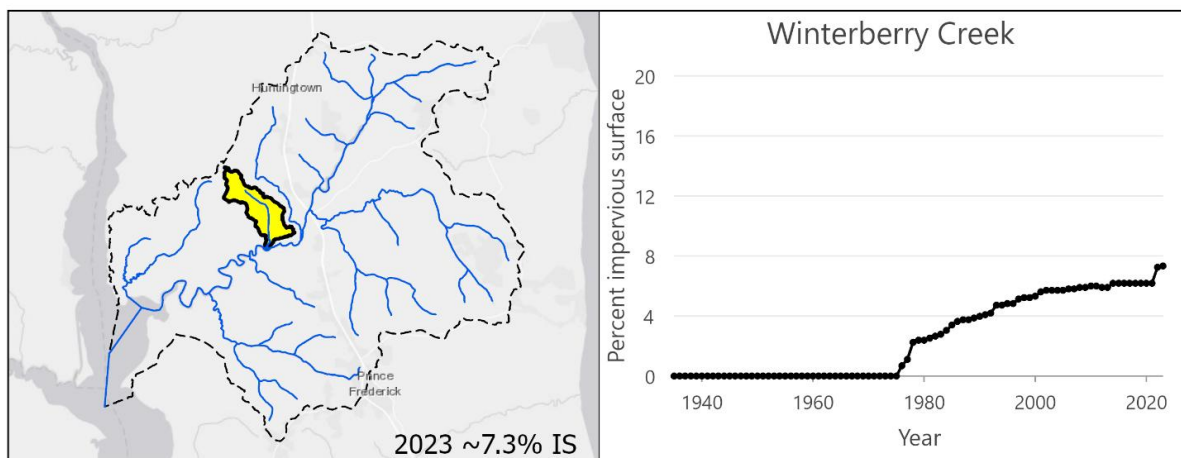 Huntingtown
Prince
Frederick
2023 ~7.3% IS
Winterberry Creek
Percent impervious surface
20
16
12
8
4
0
1940 1960 1980 2000 2020
Year